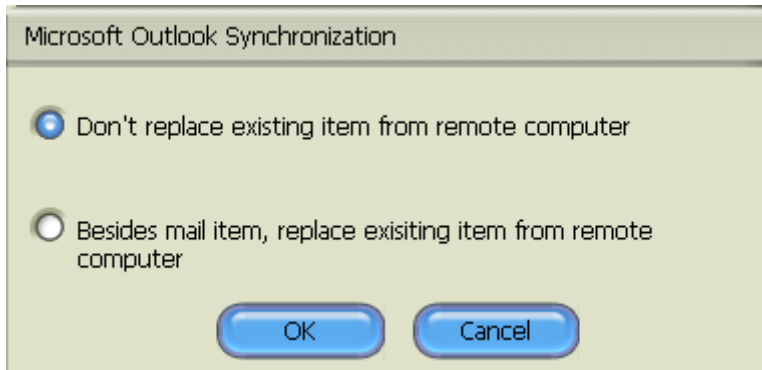 Microsoft Outlook Synchronization
Don't replace existing item from remote computer
Besides mail item, replace exisiting item from remote
computer
OK
Cancel